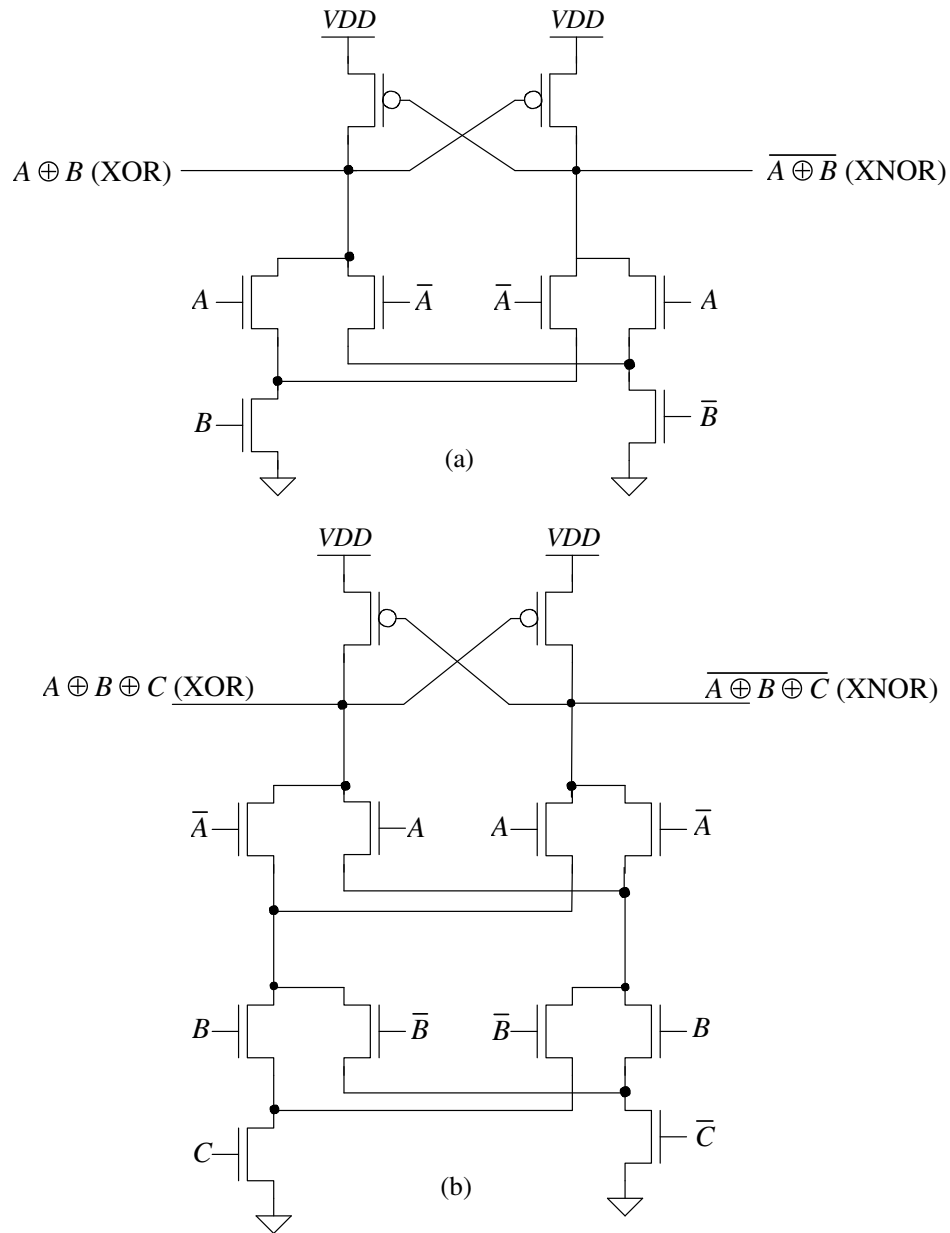 VDD VDD
A ⊕ B (XOR) A̅ ̅⊕̅ ̅B̅ (XNOR)
A A̅ A̅ A
B B̅
(a)
VDD VDD
A ⊕ B ⊕ C (XOR) A̅ ̅⊕̅ ̅B̅ ̅⊕̅ ̅C̅ (XNOR)
A̅ A A A̅
B B̅ B̅ B
C C̅
(b)